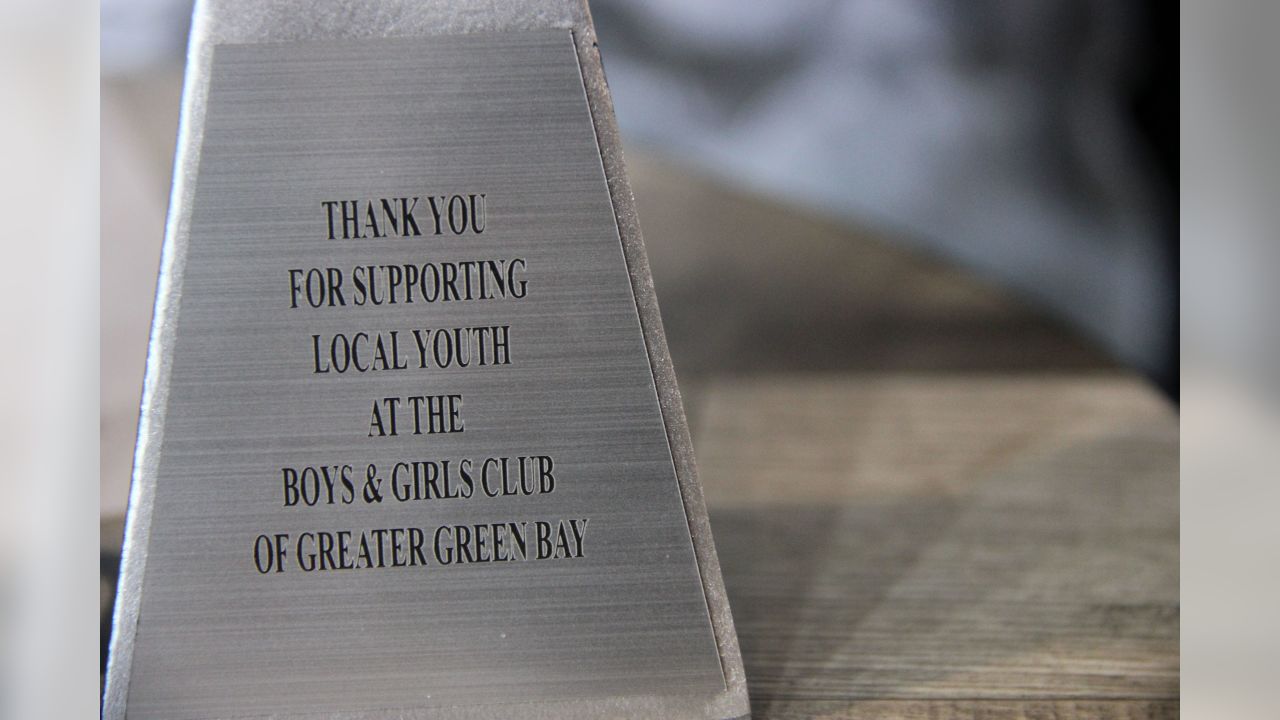 THANK YOU
FOR SUPPORTING
LOCAL YOUTH
AT THE
BOYS & GIRLS CLUB
OF GREATER GREEN BAY